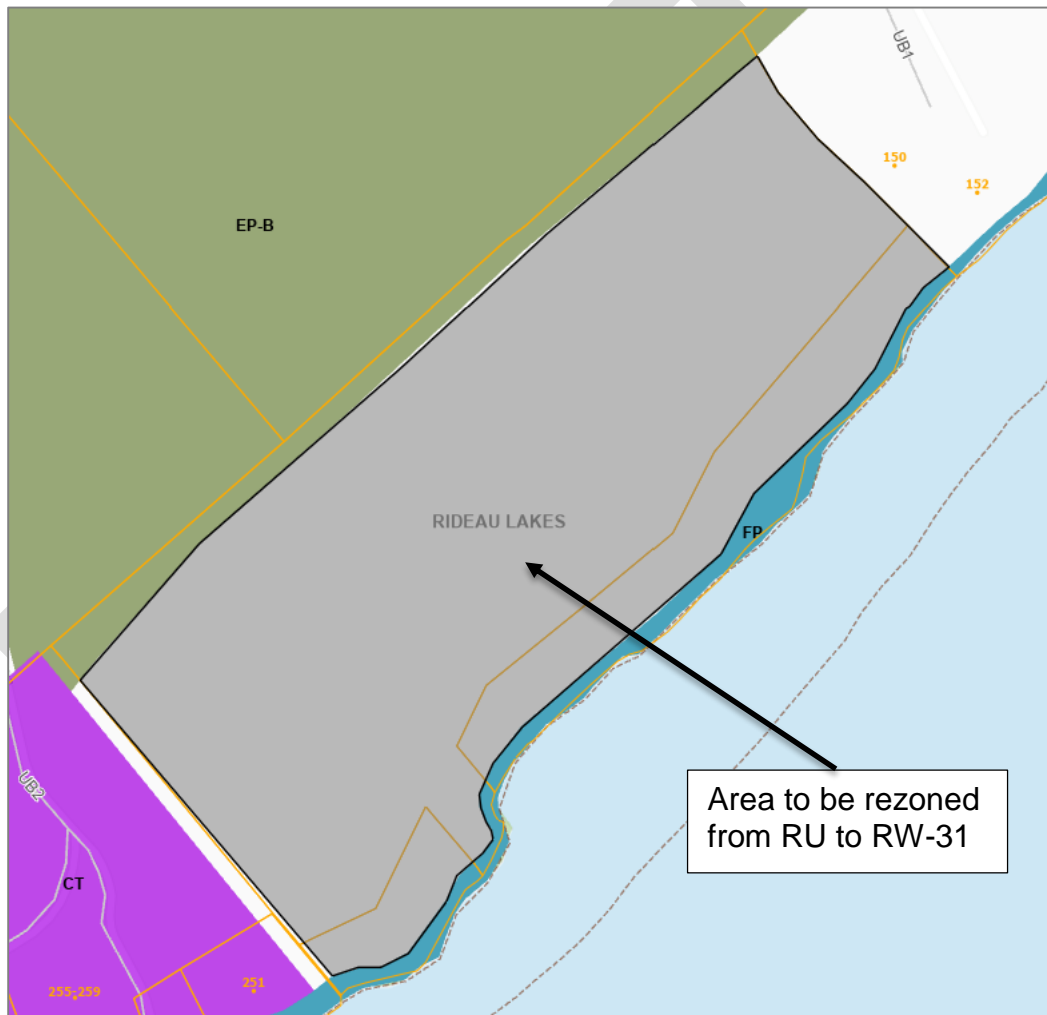 UB1
150
152
EP-B
RIDEAU LAKES
FP
Area to be rezoned
from RU to RW-31
UB2
CT
255-259
251